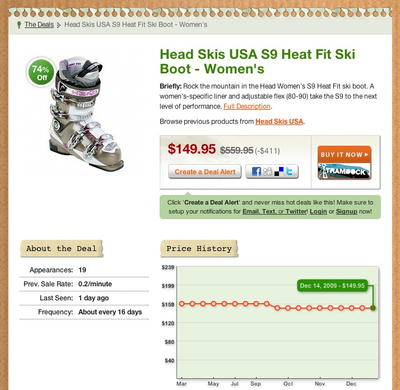 The Deals > Head Skis USA S9 Heat Fit Ski Boot - Women's
74%
Off
Head Skis USA S9 Heat Fit Ski
Boot - Women's
Briefly: Rock the mountain in the Head Women's S9 Heat Fit ski boot. A
women's-specific liner and adjustable flex (80-90) take the S9 to the next
level of performance. Full Description.
Browse previous products from Head Skis USA.
$149.95 $559.95 (-$411)
Create a Deal Alert
BUY IT NOW
TRAMDOCK
Click 'Create a Deal Alert' and never miss hot deals like this! Make sure to
setup your notifications for Email, Text, or Twitter! Login or Signup now!
About the Deal
Appearances: 19
Prev. Sale Rate: 0.2/minute
Last Seen: 1 day ago
Frequency: About every 16 days
Price History
$239
$199
$159
$120
$80
$40
Dec 14, 2009 - $149.95
Mar May Jul Sep Oct Nov Dec